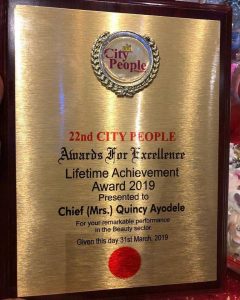 City
People
22nd CITY PEOPLE
Awards For Excellence
Lifetime Achievement
Award 2019
Presented to
Chief (Mrs.) Quincy Ayodele
For your remarkable performance
in the Beauty sector
Given this day 31st March, 2019